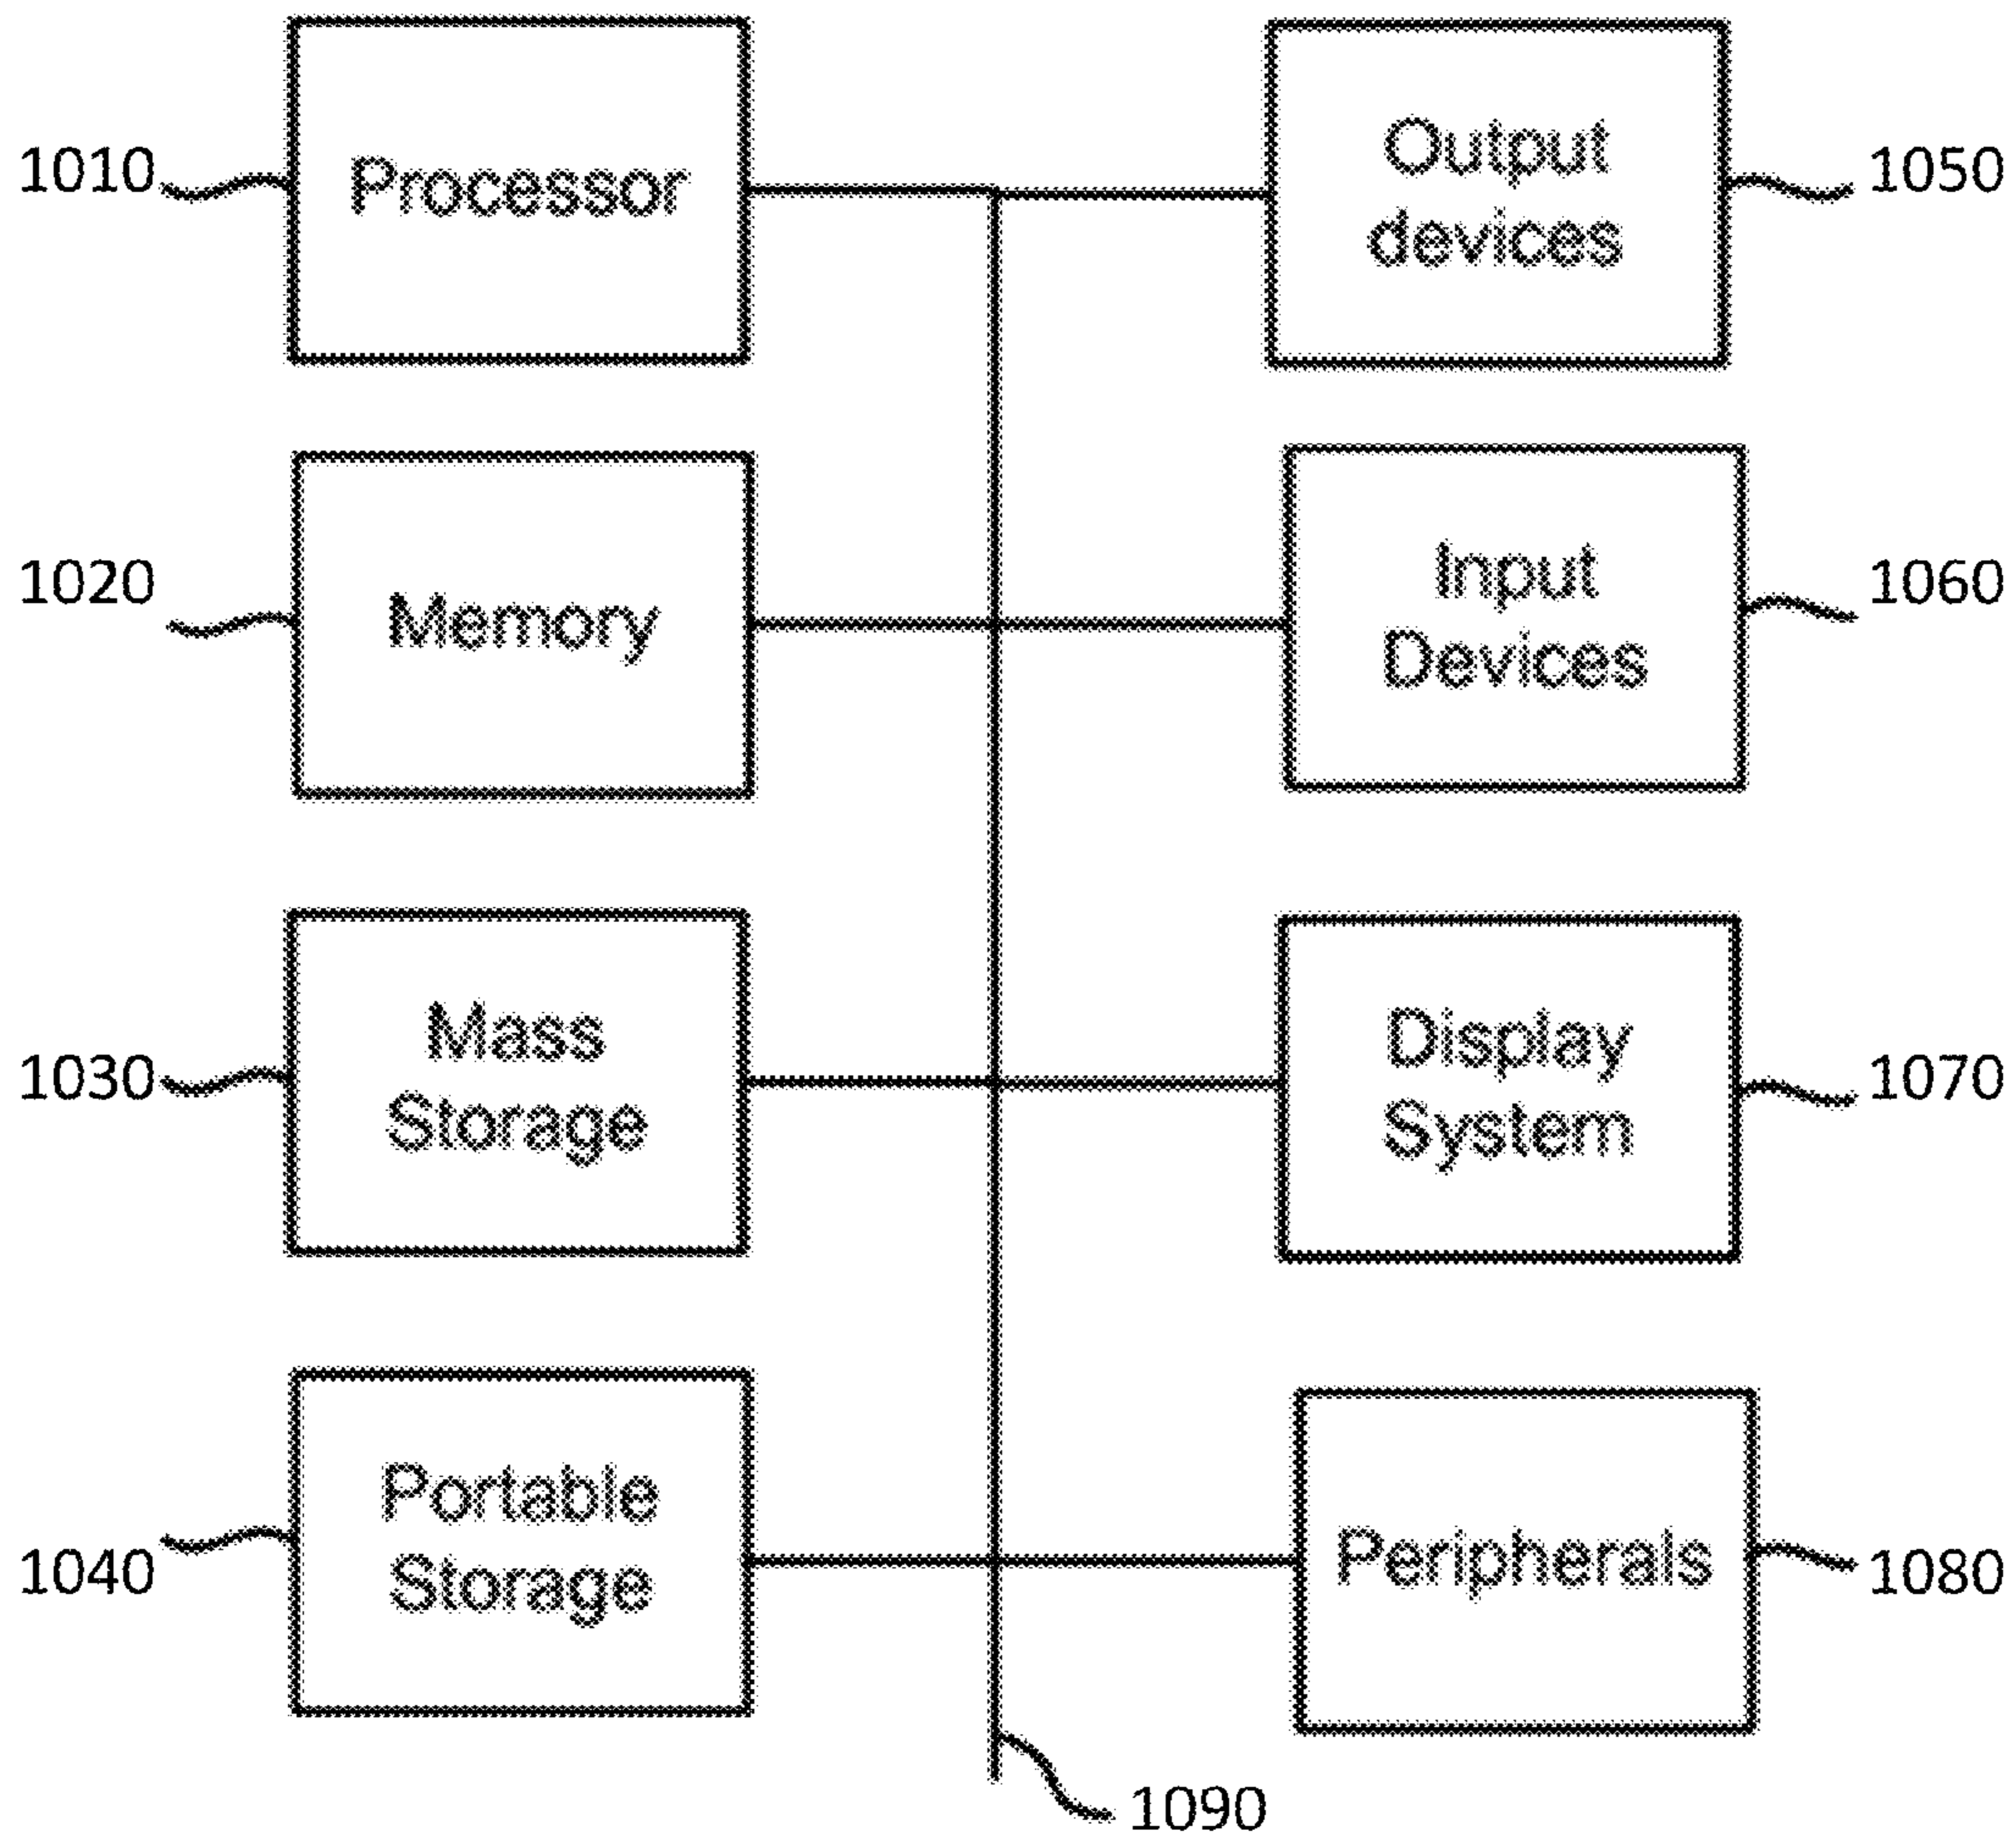 1010
Processor
Output
devices
1050
1020
Memory
Input
Devices
1060
1030
Mass
Storage
Display
System
1070
1040
Portable
Storage
Peripherals
1080
1090